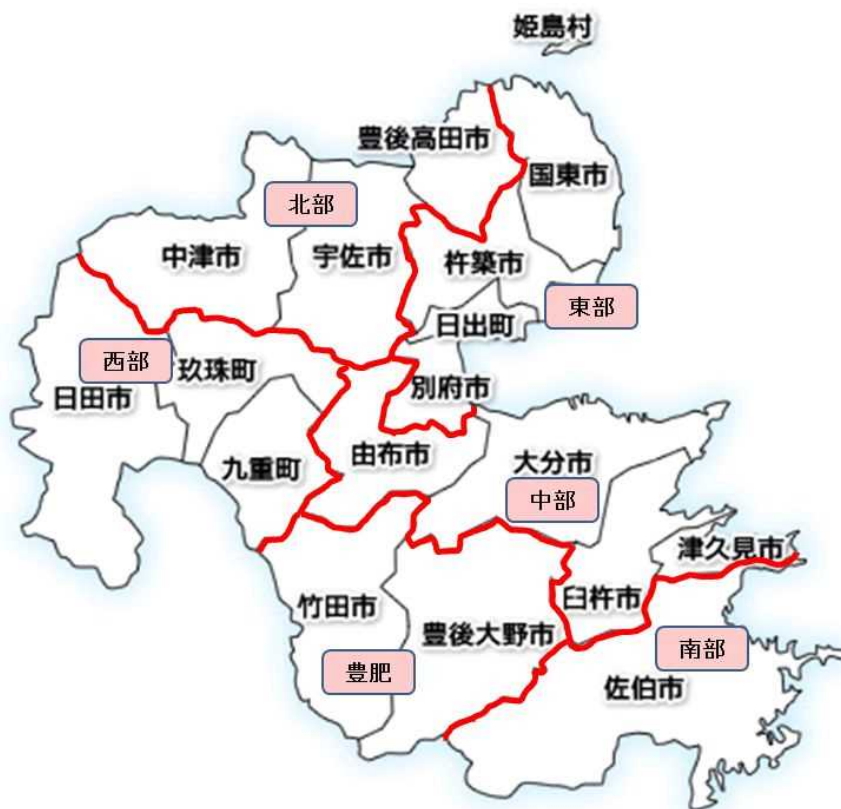 姫島村
豊後高田市
国東市
北部
中津市
宇佐市
杵築市
東部
日出町
西部
玖珠町
日田市
別府市
九重町
由布市
大分市
中部
津久見市
竹田市
臼杵市
豊後大野市
南部
豊肥
佐伯市